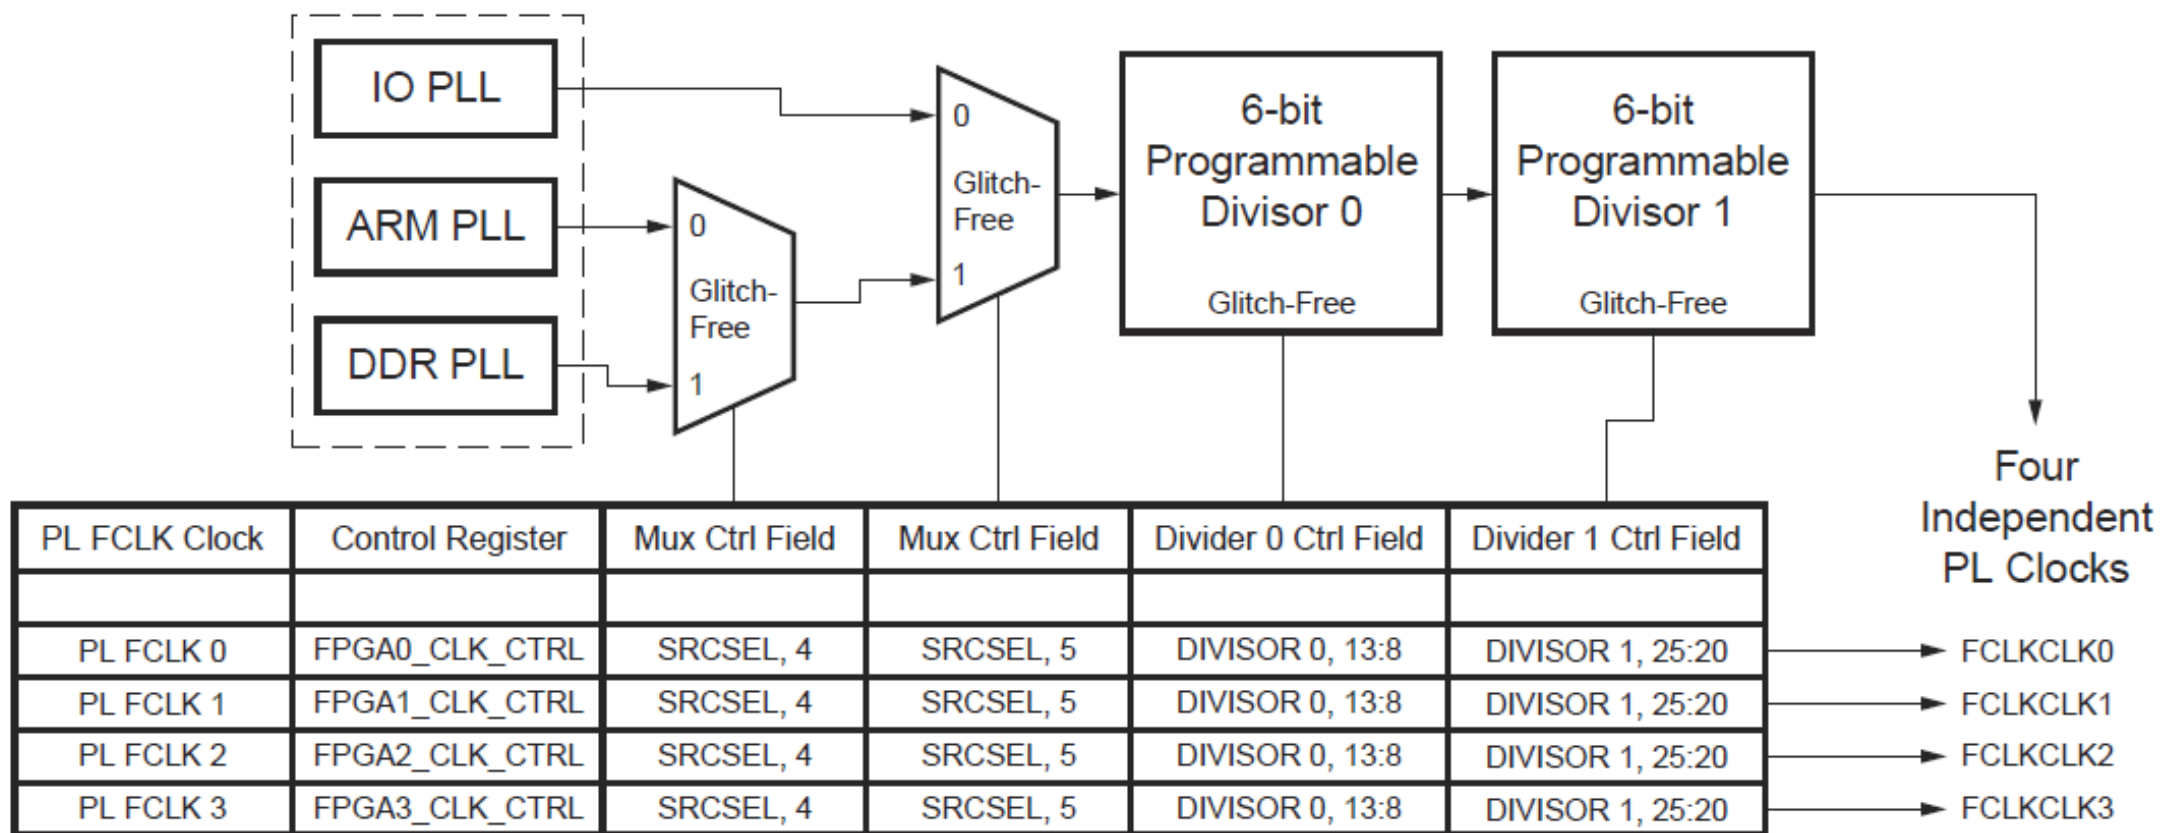 IO PLL
ARM PLL
DDR PLL
0
Glitch-
Free
1
0
Glitch-
Free
1
6-bit
Programmable
Divisor 0
Glitch-Free
6-bit
Programmable
Divisor 1
Glitch-Free
Four
Independent
PL Clocks
PL FCLK Clock Control Register Mux Ctrl Field Mux Ctrl Field Divider 0 Ctrl Field Divider 1 Ctrl Field
PL FCLK 0 FPGA0_CLK_CTRL SRCSEL, 4 SRCSEL, 5 DIVISOR 0, 13:8 DIVISOR 1, 25:20 FCLKCLK0
PL FCLK 1 FPGA1_CLK_CTRL SRCSEL, 4 SRCSEL, 5 DIVISOR 0, 13:8 DIVISOR 1, 25:20 FCLKCLK1
PL FCLK 2 FPGA2_CLK_CTRL SRCSEL, 4 SRCSEL, 5 DIVISOR 0, 13:8 DIVISOR 1, 25:20 FCLKCLK2
PL FCLK 3 FPGA3_CLK_CTRL SRCSEL, 4 SRCSEL, 5 DIVISOR 0, 13:8 DIVISOR 1, 25:20 FCLKCLK3